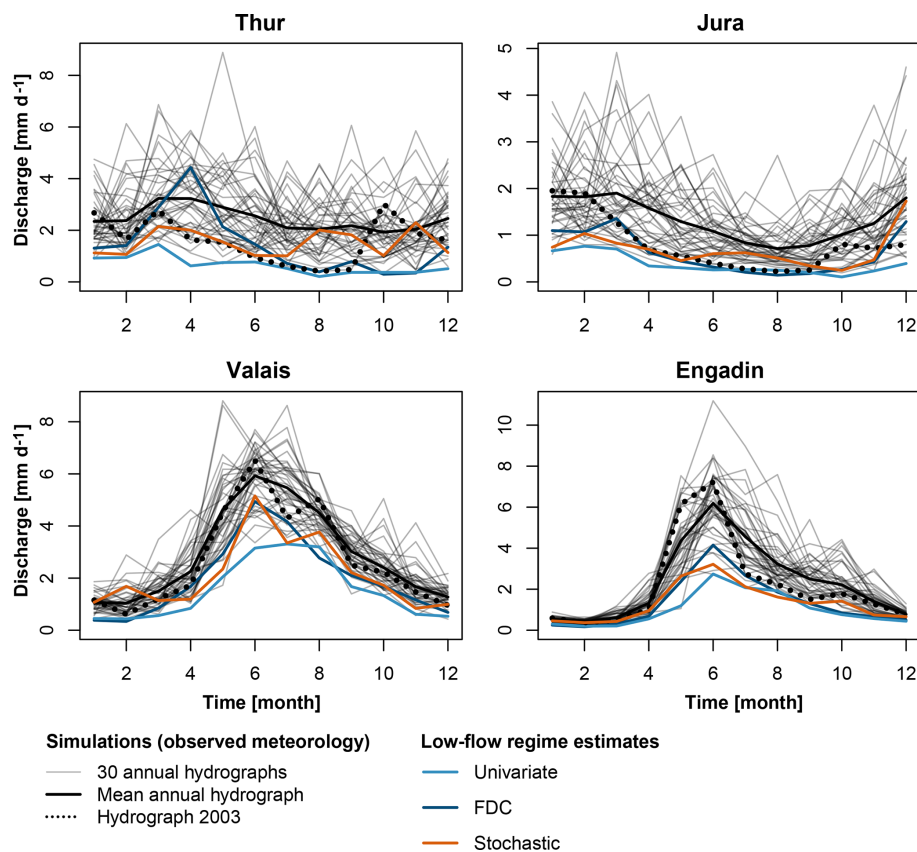 Thur
Jura
Discharge [mm d⁻¹]
0
2
4
6
8
2
4
6
8
10
12
0
1
2
3
4
5
2
4
6
8
10
12
Valais
Engadin
Discharge [mm d⁻¹]
0
2
4
6
8
2
4
6
8
10
12
Time [month]
0
2
4
6
8
10
2
4
6
8
10
12
Time [month]
Simulations (observed meteorology)
30 annual hydrographs
Mean annual hydrograph
Hydrograph 2003
Low-flow regime estimates
Univariate
FDC
Stochastic